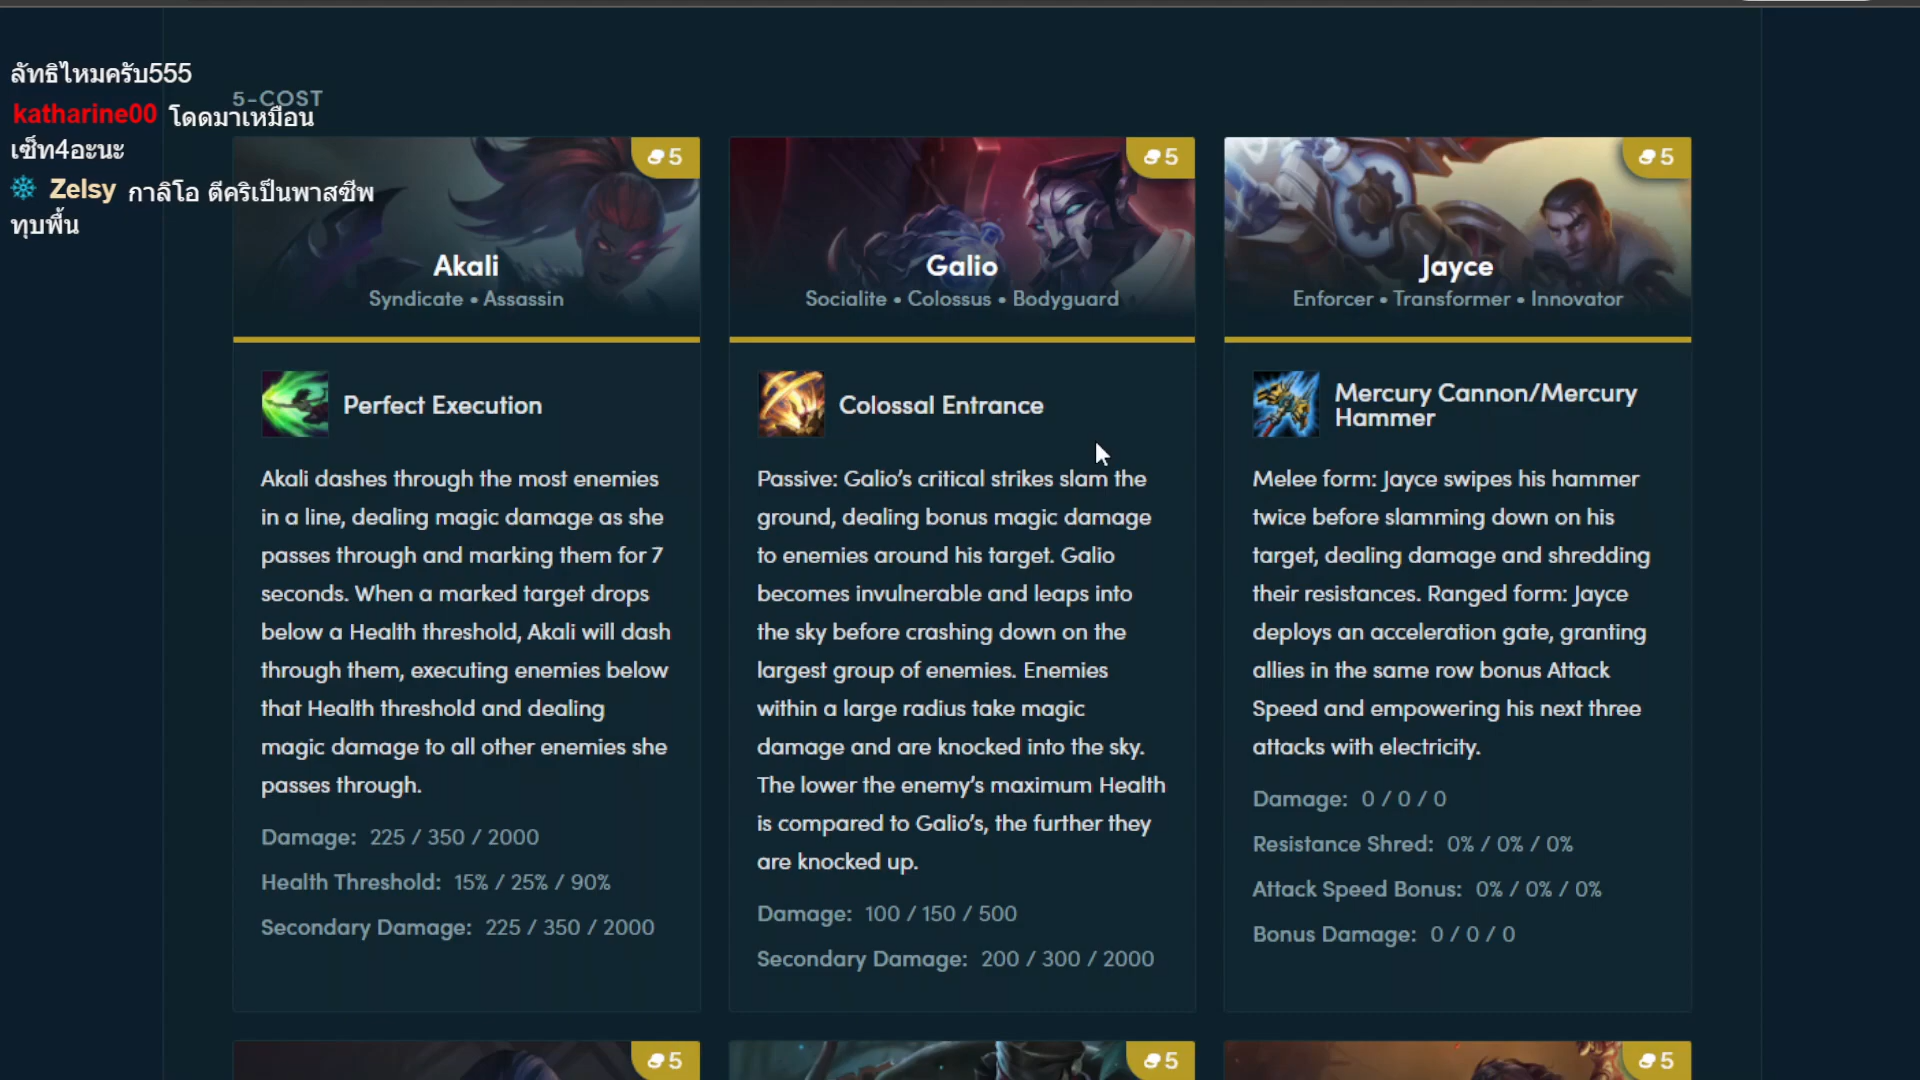 ลัทธิไหมครับ555
katharine00 โดดมาเหมือน
เซ็ท4อะนะ
Zelsy กาลิโอ ตีคริเป็นพาสซีพ
ทุบพื้น
5-COST
5
Akali
Syndicate • Assassin
Perfect Execution
Akali dashes through the most enemies
in a line, dealing magic damage as she
passes through and marking them for 7
seconds. When a marked target drops
below a Health threshold, Akali will dash
through them, executing enemies below
that Health threshold and dealing
magic damage to all other enemies she
passes through.
Damage: 225 / 350 / 2000
Health Threshold: 15% / 25% / 90%
Secondary Damage: 225 / 350 / 2000
5
Galio
Socialite • Colossus • Bodyguard
Colossal Entrance
Passive: Galio’s critical strikes slam the
ground, dealing bonus magic damage
to enemies around his target. Galio
becomes invulnerable and leaps into
the sky before crashing down on the
largest group of enemies. Enemies
within a large radius take magic
damage and are knocked into the sky.
The lower the enemy’s maximum Health
is compared to Galio’s, the further they
are knocked up.
Damage: 100 / 150 / 500
Secondary Damage: 200 / 300 / 2000
5
Jayce
Enforcer • Transformer • Innovator
Mercury Cannon/Mercury
Hammer
Melee form: Jayce swipes his hammer
twice before slamming down on his
target, dealing damage and shredding
their resistances. Ranged form: Jayce
deploys an acceleration gate, granting
allies in the same row bonus Attack
Speed and empowering his next three
attacks with electricity.
Damage: 0 / 0 / 0
Resistance Shred: 0% / 0% / 0%
Attack Speed Bonus: 0% / 0% / 0%
Bonus Damage: 0 / 0 / 0
5
5
5